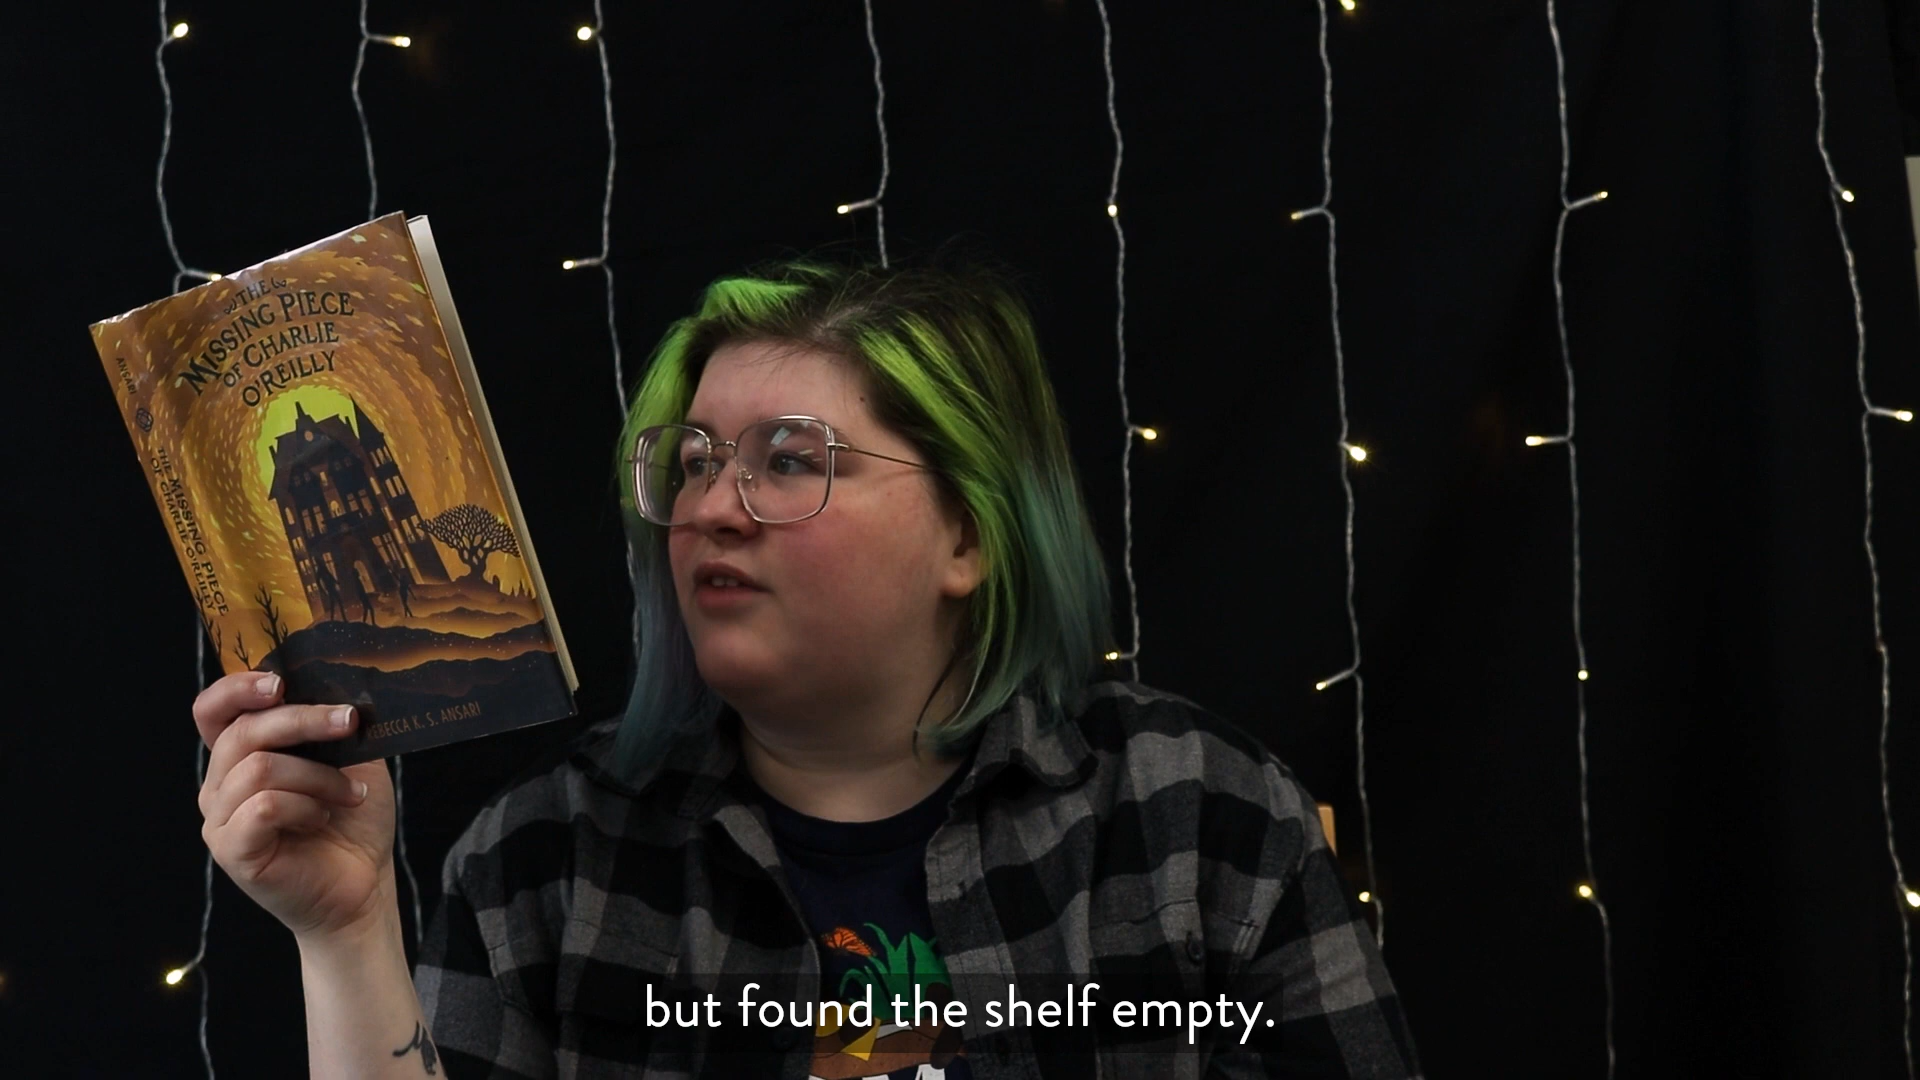 THE
MISSING PIECE
OF CHARLIE
O'REILLY
ANSARI
THE MISSING PIECE
OF CHARLIE O'REILLY
REBECCA K. S. ANSARI
but found the shelf empty.